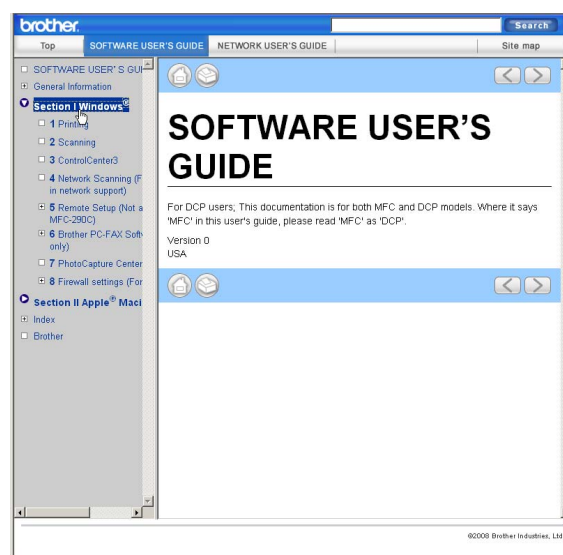 brother.
Search
Top
SOFTWARE USER'S GUIDE
NETWORK USER'S GUIDE
Site map
SOFTWARE USER' S GUI
General Information
Section I Windows®
1 Printing
2 Scanning
3 ControlCenter3
4 Network Scanning (F
in network support)
5 Remote Setup (Not a
MFC-290C)
6 Brother PC-FAX Soft
only)
7 PhotoCapture Center
8 Firewall settings (For
Section II Apple® Maci
Index
Brother
SOFTWARE USER'S
GUIDE
For DCP users; This documentation is for both MFC and DCP models. Where it says
'MFC' in this user's guide, please read 'MFC' as 'DCP'.
Version 0
USA
©2008 Brother Industries, Ltd